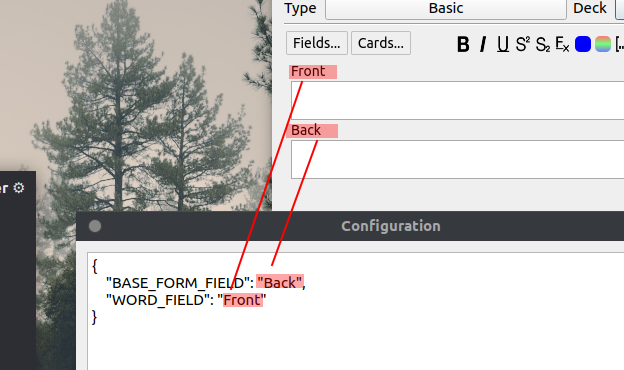 Type Basic Deck
Fields... Cards...
B I U S² S₂ Ex [..
Front
Back
er
Configuration
{
"BASE_FORM_FIELD": "Back",
"WORD_FIELD": "Front"
}